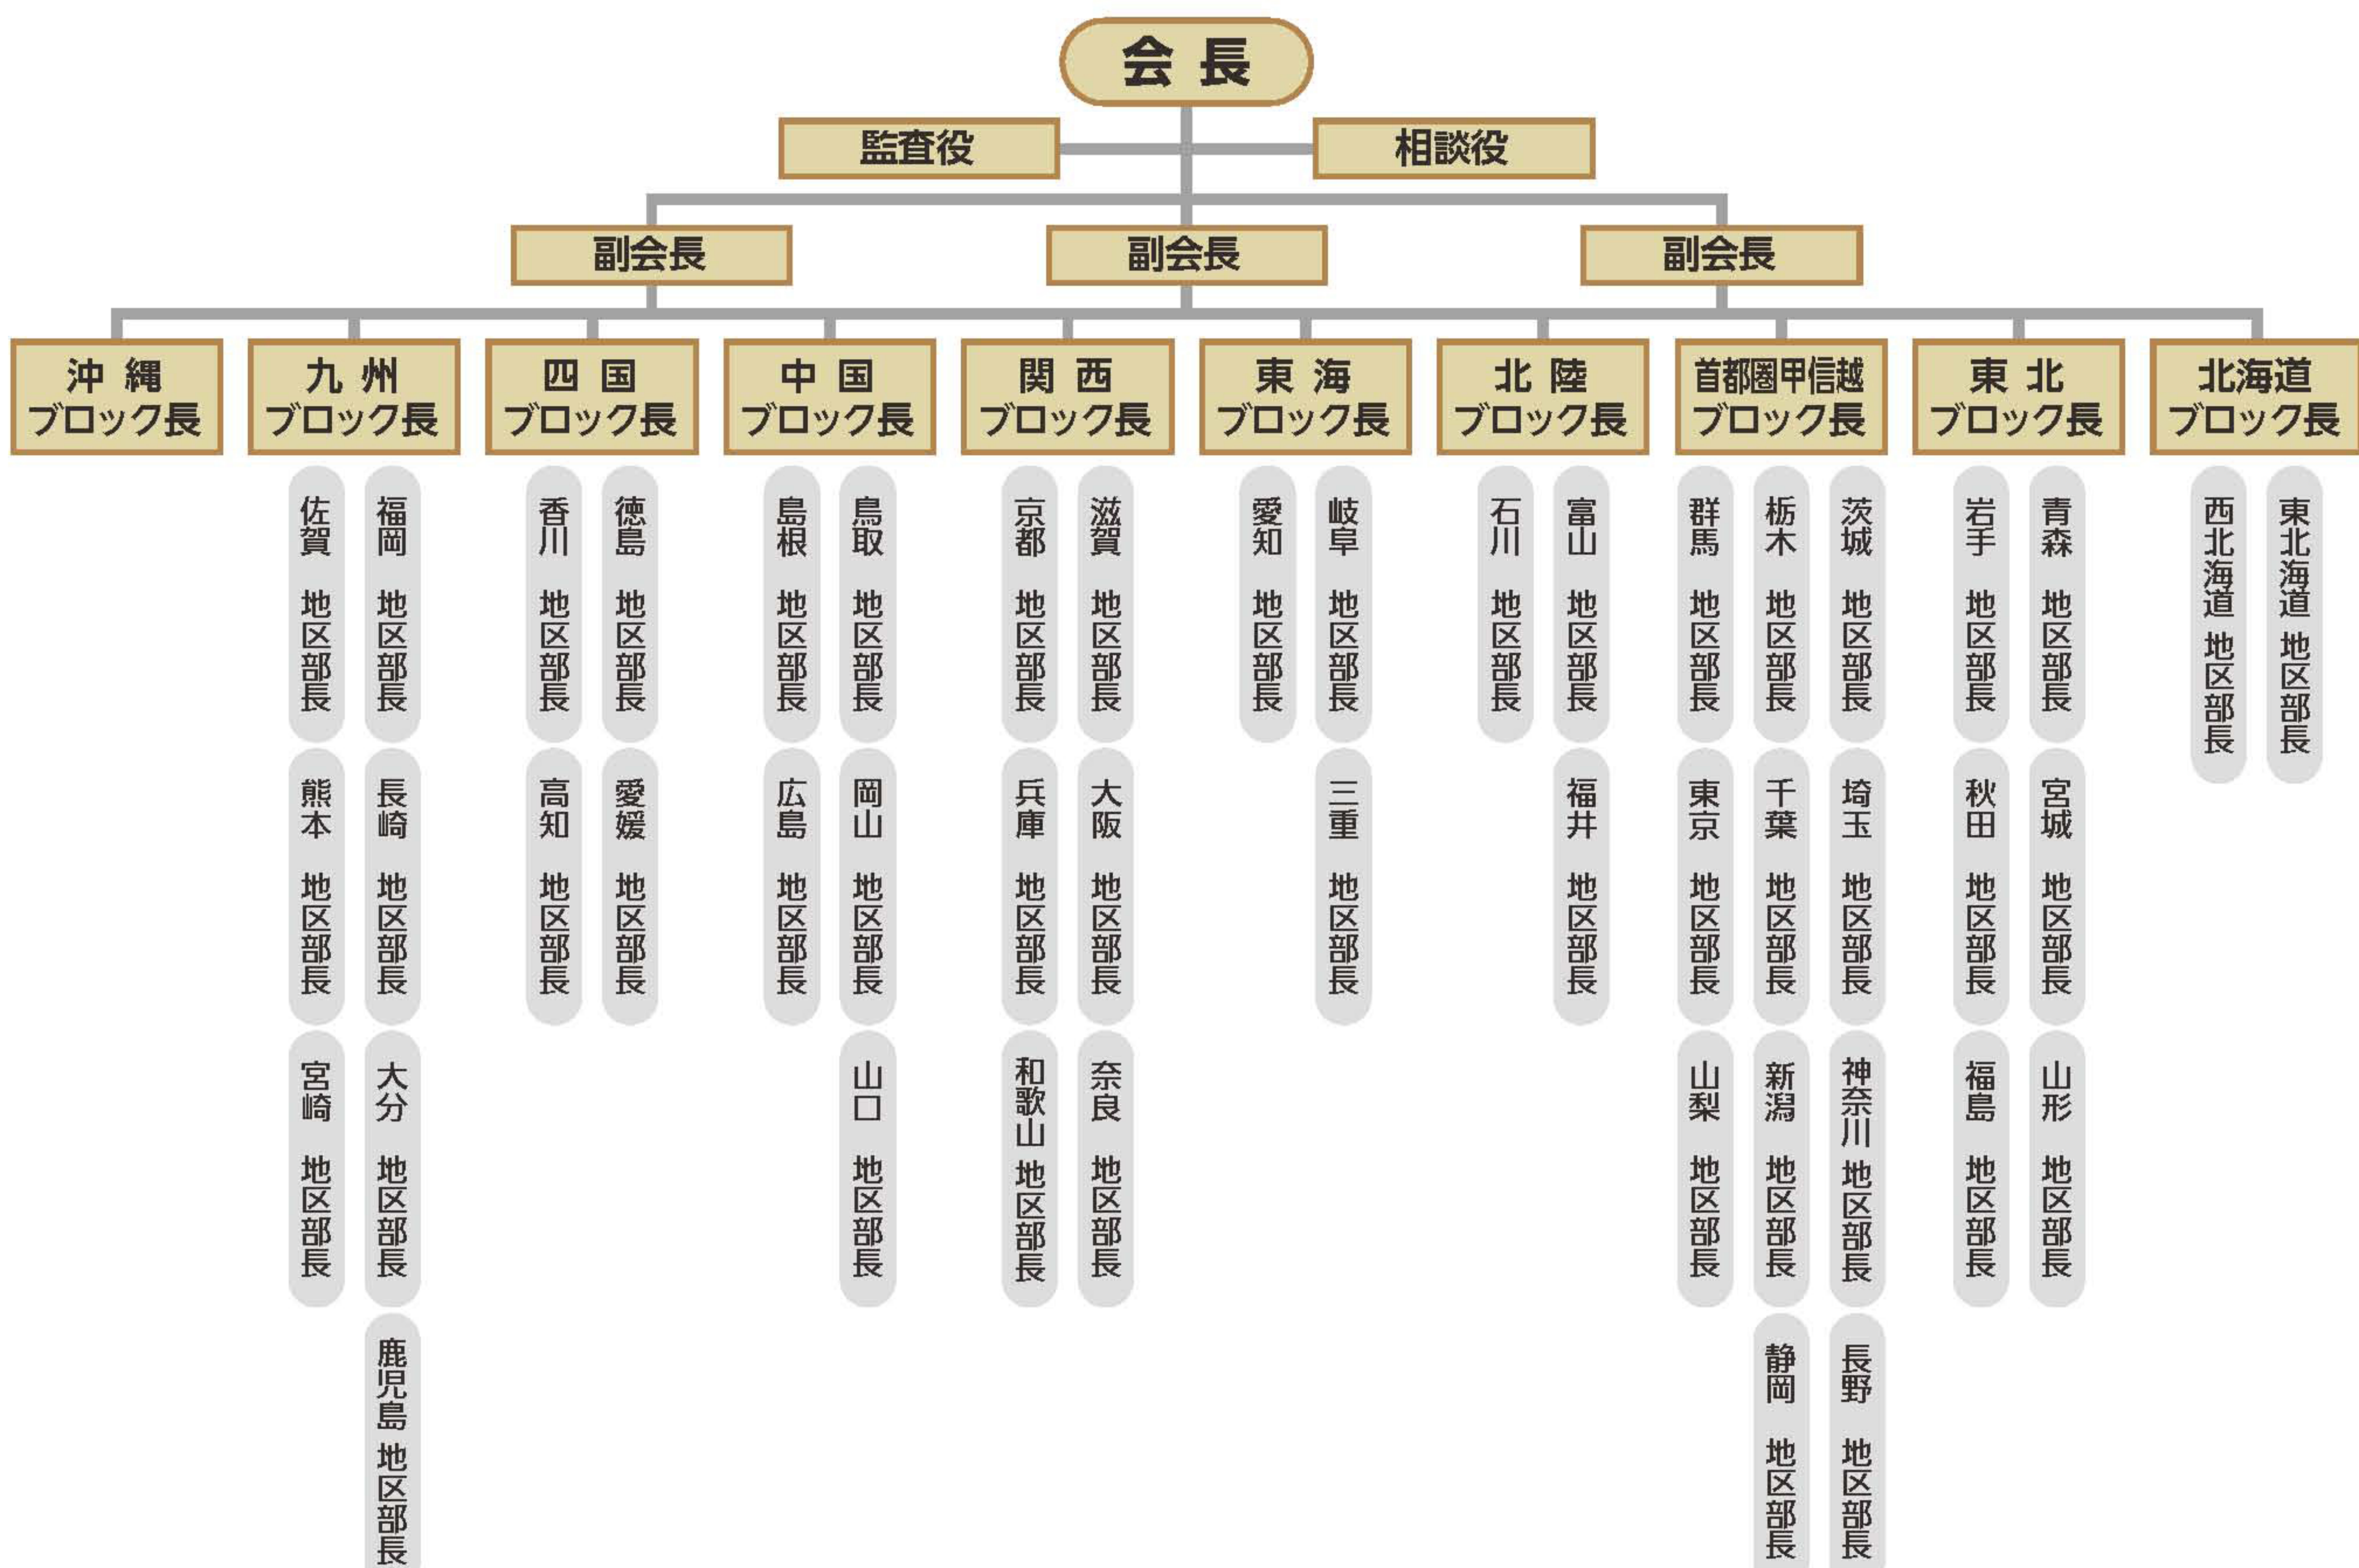 会長
監査役
相談役
副会長
副会長
副会長
沖縄
ブロック長
九州
ブロック長
四国
ブロック長
中国
ブロック長
関西
ブロック長
東海
ブロック長
北陸
ブロック長
首都圏甲信越
ブロック長
東北
ブロック長
北海道
ブロック長
福岡 地区部長
佐賀 地区部長
長崎 地区部長
熊本 地区部長
大分 地区部長
宮崎 地区部長
鹿児島 地区部長
徳島 地区部長
香川 地区部長
愛媛 地区部長
高知 地区部長
鳥取 地区部長
島根 地区部長
岡山 地区部長
広島 地区部長
山口 地区部長
滋賀 地区部長
京都 地区部長
大阪 地区部長
兵庫 地区部長
奈良 地区部長
和歌山 地区部長
岐阜 地区部長
愛知 地区部長
三重 地区部長
富山 地区部長
石川 地区部長
福井 地区部長
茨城 地区部長
栃木 地区部長
群馬 地区部長
埼玉 地区部長
千葉 地区部長
東京 地区部長
神奈川 地区部長
新潟 地区部長
山梨 地区部長
長野 地区部長
静岡 地区部長
青森 地区部長
岩手 地区部長
宮城 地区部長
秋田 地区部長
山形 地区部長
福島 地区部長
東北海道 地区部長
西北海道 地区部長